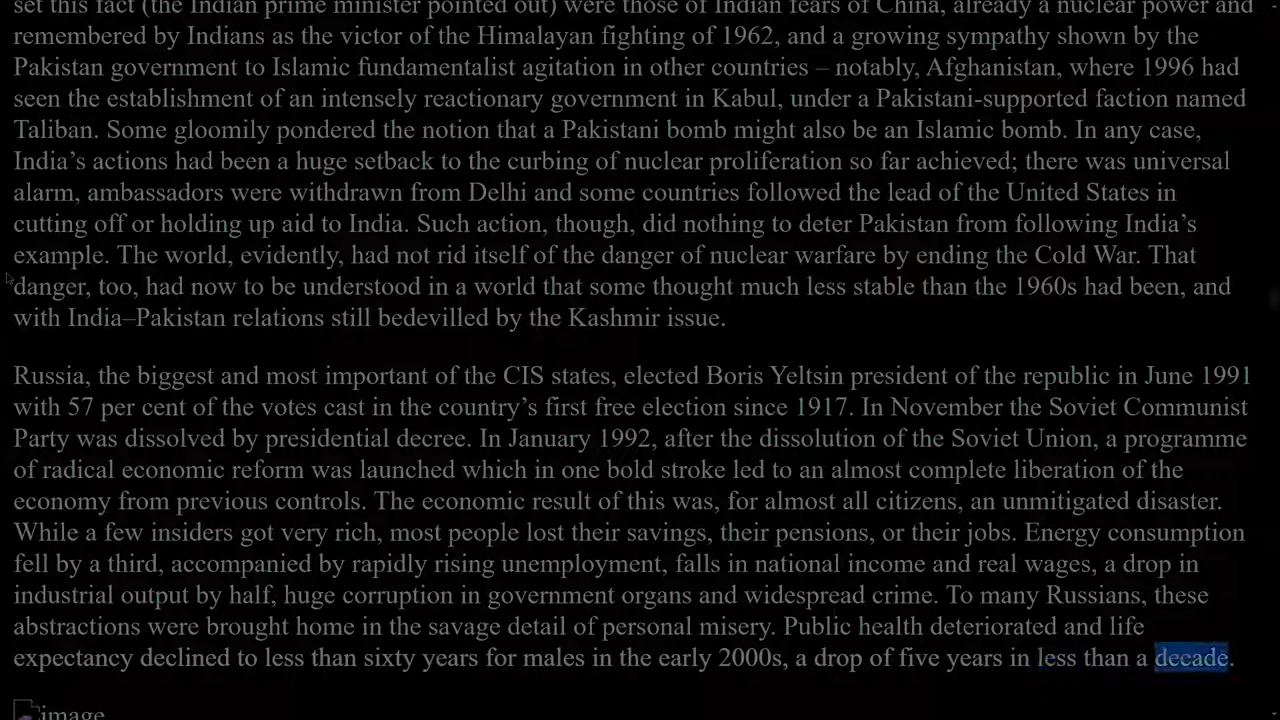 set this fact (the Indian prime minister pointed out) were those of Indian fears of China, already a nuclear power and
remembered by Indians as the victor of the Himalayan fighting of 1962, and a growing sympathy shown by the
Pakistan government to Islamic fundamentalist agitation in other countries – notably, Afghanistan, where 1996 had
seen the establishment of an intensely reactionary government in Kabul, under a Pakistani-supported faction named
Taliban. Some gloomily pondered the notion that a Pakistani bomb might also be an Islamic bomb. In any case,
India’s actions had been a huge setback to the curbing of nuclear proliferation so far achieved; there was universal
alarm, ambassadors were withdrawn from Delhi and some countries followed the lead of the United States in
cutting off or holding up aid to India. Such action, though, did nothing to deter Pakistan from following India’s
example. The world, evidently, had not rid itself of the danger of nuclear warfare by ending the Cold War. That
danger, too, had now to be understood in a world that some thought much less stable than the 1960s had been, and
with India–Pakistan relations still bedevilled by the Kashmir issue.
Russia, the biggest and most important of the CIS states, elected Boris Yeltsin president of the republic in June 1991
with 57 per cent of the votes cast in the country’s first free election since 1917. In November the Soviet Communist
Party was dissolved by presidential decree. In January 1992, after the dissolution of the Soviet Union, a programme
of radical economic reform was launched which in one bold stroke led to an almost complete liberation of the
economy from previous controls. The economic result of this was, for almost all citizens, an unmitigated disaster.
While a few insiders got very rich, most people lost their savings, their pensions, or their jobs. Energy consumption
fell by a third, accompanied by rapidly rising unemployment, falls in national income and real wages, a drop in
industrial output by half, huge corruption in government organs and widespread crime. To many Russians, these
abstractions were brought home in the savage detail of personal misery. Public health deteriorated and life
expectancy declined to less than sixty years for males in the early 2000s, a drop of five years in less than a decade.
image